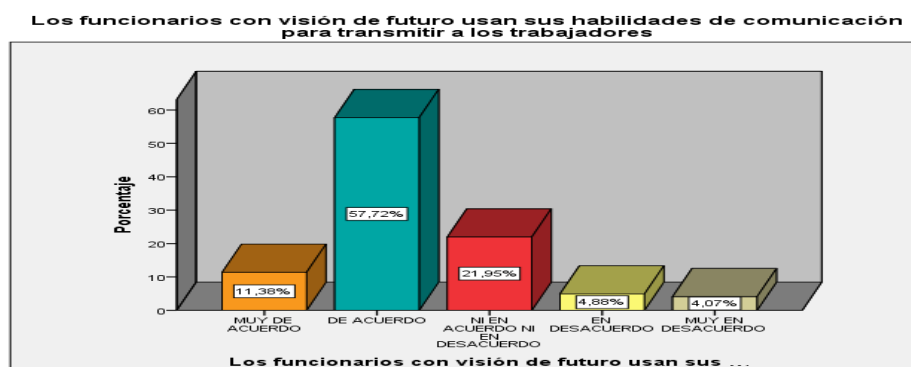 Los funcionarios con visión de futuro usan sus habilidades de comunicación
para transmitir a los trabajadores
Porcentaje
60
50
40
30
20
10
0
11,38%
57,72%
21,95%
4,88%
4,07%
MUY DE
ACUERDO
DE ACUERDO
NI EN
ACUERDO NI
EN
DESACUERDO
EN
DESACUERDO
MUY EN
DESACUERDO
Los funcionarios con visión de futuro usan sus ...